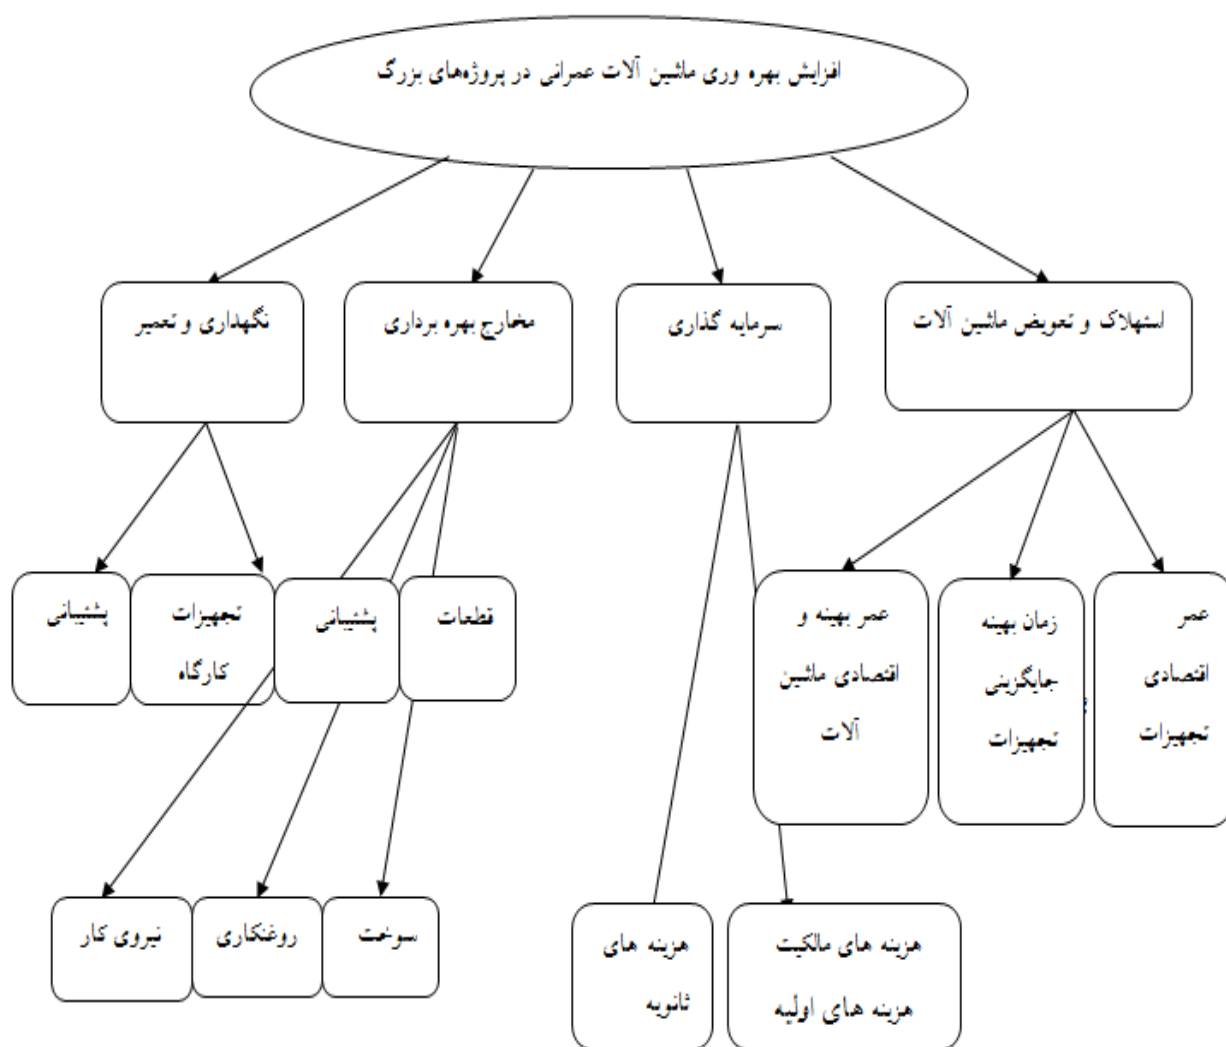 افزایش بهره وری ماشین آلات عمرانی در پروژه‌های بزرگ
استهلاک و تعویض ماشین آلات
سرمایه گذاری
مخارج بهره برداری
نگهداری و تعمیر
عمر
اقتصادی
تجهیزات
زمان بهینه
جایگزینی
تجهیزات
عمر بهینه و
اقتصادی ماشین
آلات
قطعات
پشتیبانی
تجهیزات
کارگاه
پشتیبانی
هزینه های مالکیت
هزینه های اولیه
هزینه های
ثانویه
سوخت
روغنکاری
نیروی کار